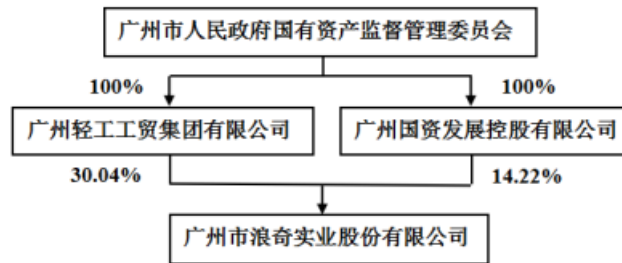 广州市人民政府国有资产监督管理委员会
100% 100%
广州轻工工贸集团有限公司 广州国资发展控股有限公司
30.04% 14.22%
广州市浪奇实业股份有限公司